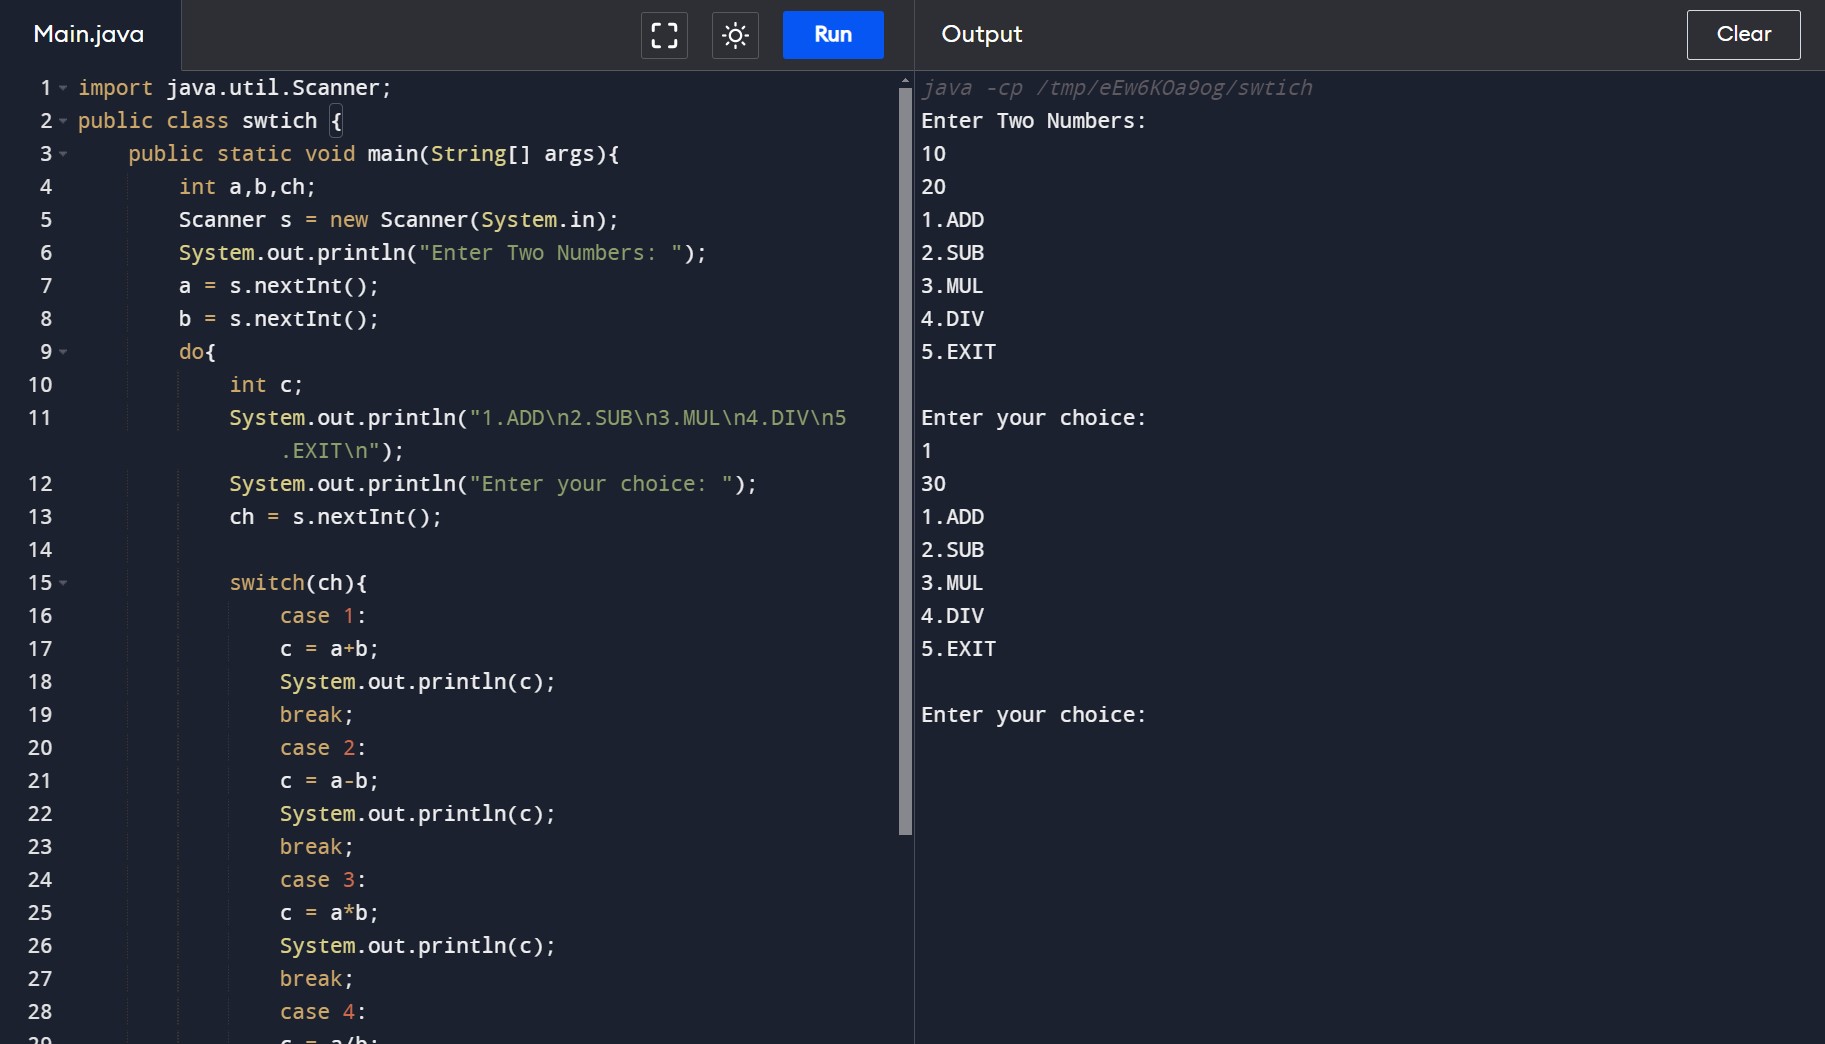 Main.java
Run
1 import java.util.Scanner;
2 public class swtich {
3 public static void main(String[] args){
4 int a,b,ch;
5 Scanner s = new Scanner(System.in);
6 System.out.println("Enter Two Numbers: ");
7 a = s.nextInt();
8 b = s.nextInt();
9 do{
10 int c;
11 System.out.println("1.ADD\n2.SUB\n3.MUL\n4.DIV\n5
.EXIT\n");
12 System.out.println("Enter your choice: ");
13 ch = s.nextInt();
14
15 switch(ch){
16 case 1:
17 c = a+b;
18 System.out.println(c);
19 break;
20 case 2:
21 c = a-b;
22 System.out.println(c);
23 break;
24 case 3:
25 c = a*b;
26 System.out.println(c);
27 break;
28 case 4:
29 c = a/b;
Output
Clear
java -cp /tmp/eEw6KOa9og/swtich
Enter Two Numbers:
10
20
1.ADD
2.SUB
3.MUL
4.DIV
5.EXIT
Enter your choice:
1
30
1.ADD
2.SUB
3.MUL
4.DIV
5.EXIT
Enter your choice: